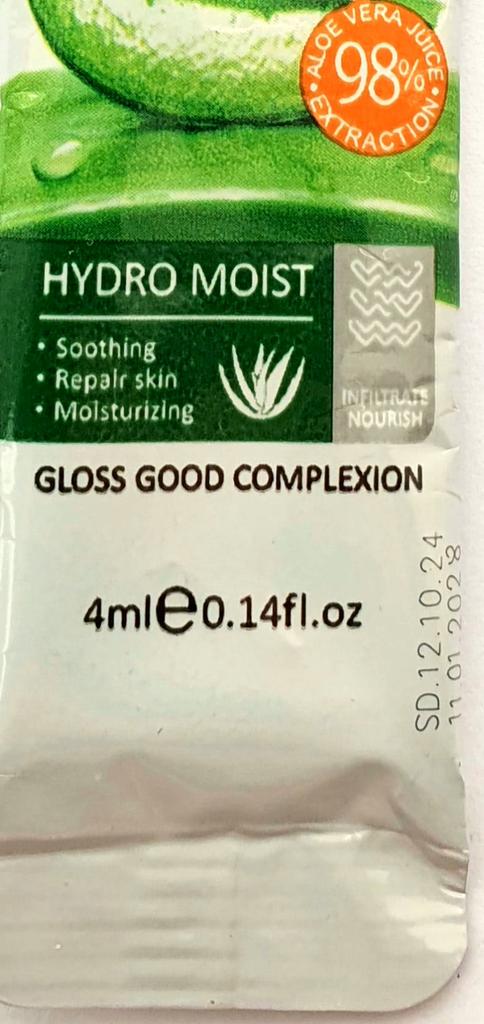 ALOE VERA JUICE
98%
EXTRACTION
HYDRO MOIST
• Soothing
• Repair skin
• Moisturizing
INFILTRATE
NOURISH
GLOSS GOOD COMPLEXION
4ml℮0.14fl.oz
SD.12.10.24
11 01 2028